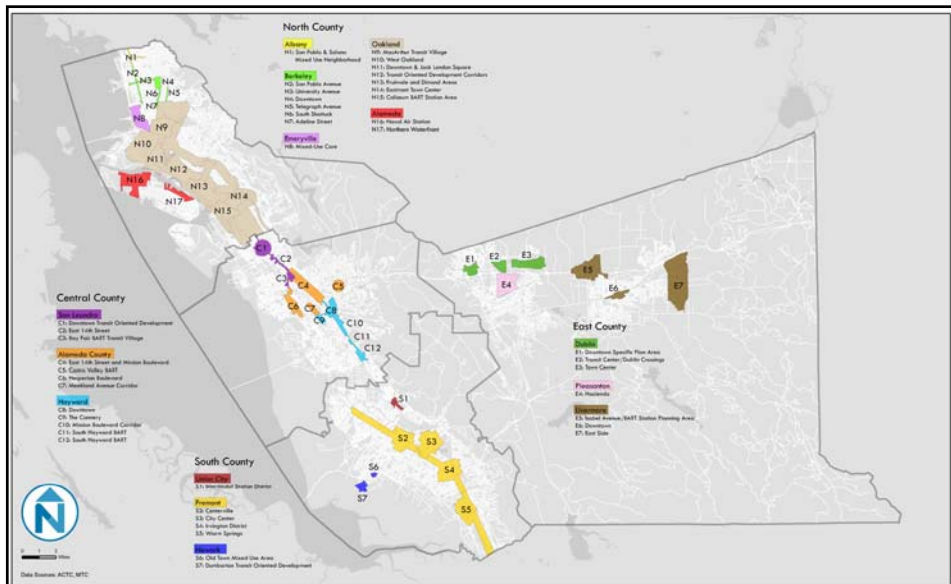 North County
Albany
N1: San Pablo & Solano
Mixed Use Neighborhood
Berkeley
N2: San Pablo Avenue
N3: University Avenue
N4: Downtown
N5: Telegraph Avenue
N6: South Shattuck
N7: Adeline Street
Emeryville
N8: Mixed-Use Core
Oakland
N9: MacArthur Transit Village
N10: West Oakland
N11: Downtown & Jack London Square
N12: Transit Oriented Development Corridors
N13: Fruitvale and Dimond Areas
N14: Eastmont Town Center
N15: Coliseum BART Station Area
Alameda
N16: Naval Air Station
N17: Northern Waterfront
N1
N2
N3
N4
N6
N5
N7
N8
N9
N10
N11
N12
N16
N13
N14
N17
N15
C1
C2
C3
C4
C5
C6
C7
C8
C9
C10
C11
C12
E1
E2
E3
E4
E5
E6
E7
S1
S2
S3
S4
S5
S6
S7
Central County
San Leandro
C1: Downtown Transit Oriented Development
C2: East 14th Street
C3: Bay Fair BART Transit Village
Alameda County
C4: East 14th Street and Mission Boulevard
C5: Castro Valley BART
C6: Hesperian Boulevard
C7: Meekland Avenue Corridor
Hayward
C8: Downtown
C9: The Cannery
C10: Mission Boulevard Corridor
C11: South Hayward BART
C12: South Hayward BART
East County
Dublin
E1: Downtown Specific Plan Area
E2: Transit Center/Dublin Crossings
E3: Town Center
Pleasanton
E4: Hacienda
Livermore
E5: Isabel Avenue/BART Station Planning Area
E6: Downtown
E7: East Side
South County
Union City
S1: Intermodal Station District
Fremont
S2: Centerville
S3: City Center
S4: Irvington District
S5: Warm Springs
Newark
S6: Old Town Mixed Use Area
S7: Dumbarton Transit Oriented Development
N
0 1 2
Miles
Data Sources: ACTC, MTC